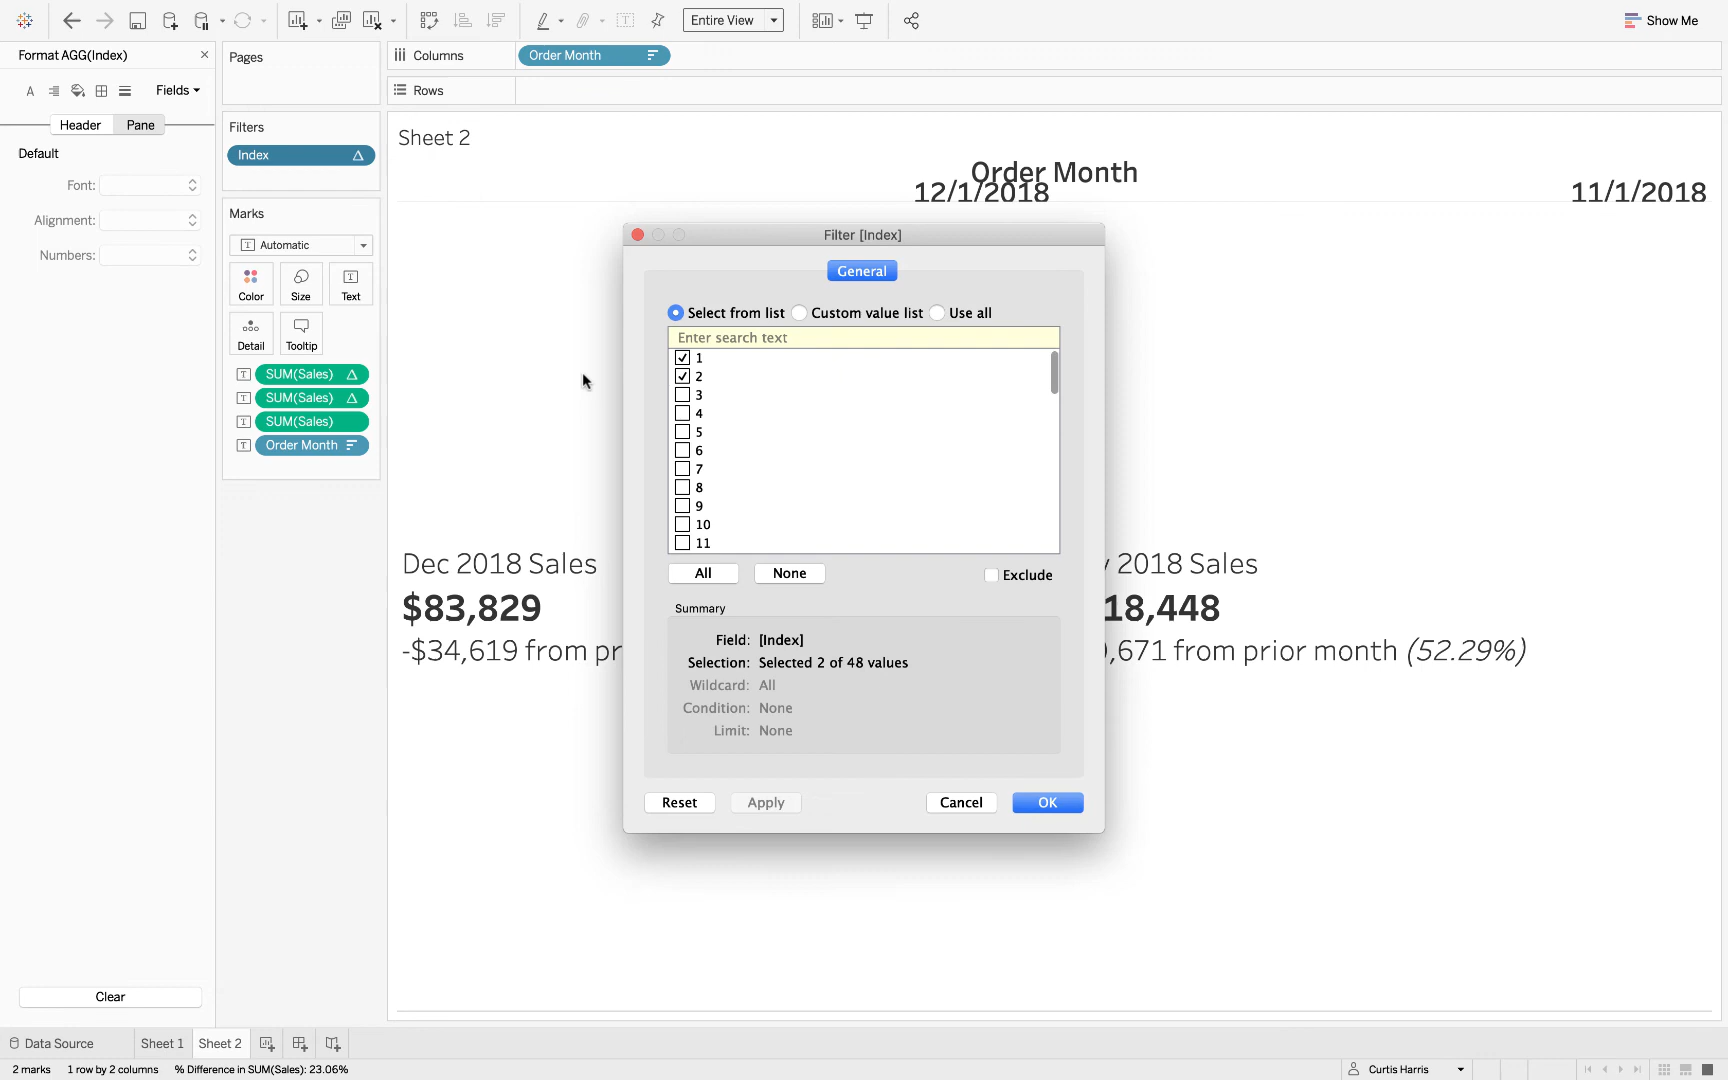 Entire View
Show Me
Format AGG(Index)
Fields
Header
Pane
Default
Font:
Alignment:
Numbers:
Clear
Pages
Filters
Index
Marks
Automatic
Color
Size
Text
Detail
Tooltip
SUM(Sales)
SUM(Sales)
SUM(Sales)
Order Month
Columns
Order Month
Rows
Sheet 2
Order Month
12/1/2018
11/1/2018
Dec 2018 Sales
$83,829
-$34,619 from pr
2018 Sales
18,448
,671 from prior month (52.29%)
Filter [Index]
General
Select from list
Custom value list
Use all
Enter search text
1
2
3
4
5
6
7
8
9
10
11
All
None
Exclude
Summary
Field: [Index]
Selection: Selected 2 of 48 values
Wildcard: All
Condition: None
Limit: None
Reset
Apply
Cancel
OK
Data Source
Sheet 1
Sheet 2
2 marks
1 row by 2 columns
% Difference in SUM(Sales): 23.06%
Curtis Harris